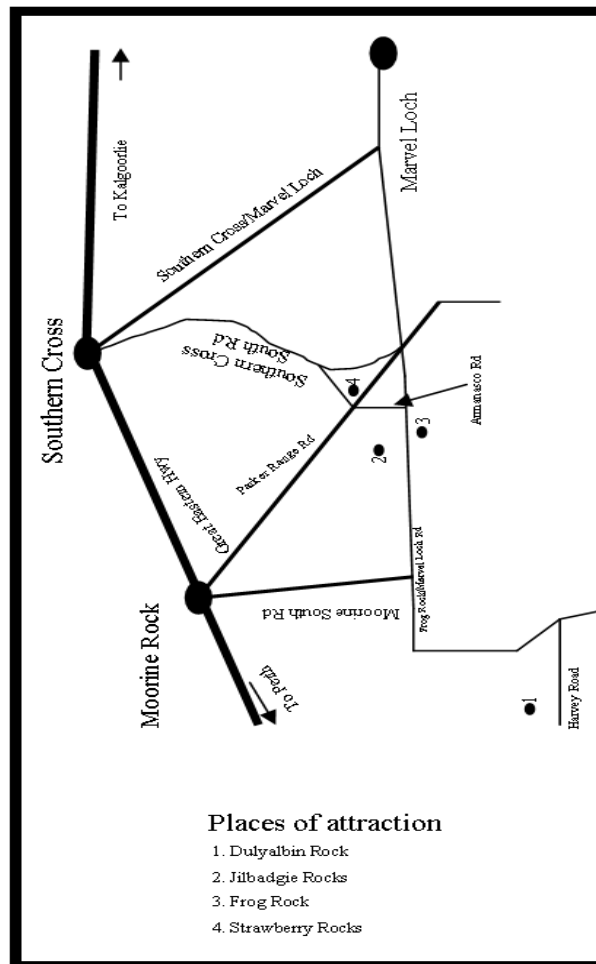 To Kalgoorlie
Marvel Loch
Southern Cross/Marvel Loch
Southern Cross
Southern Cross
South Rd
4
Armanasco Rd
3
2
Parker Range Rd
Great Eastern Hwy
Moorine Rock
Moorine South Rd
Frog Rock/Marvel Loch Rd
To Perth
1
Harvey Road
Places of attraction
1. Dulyalbin Rock
2. Jilbadgie Rocks
3. Frog Rock
4. Strawberry Rocks